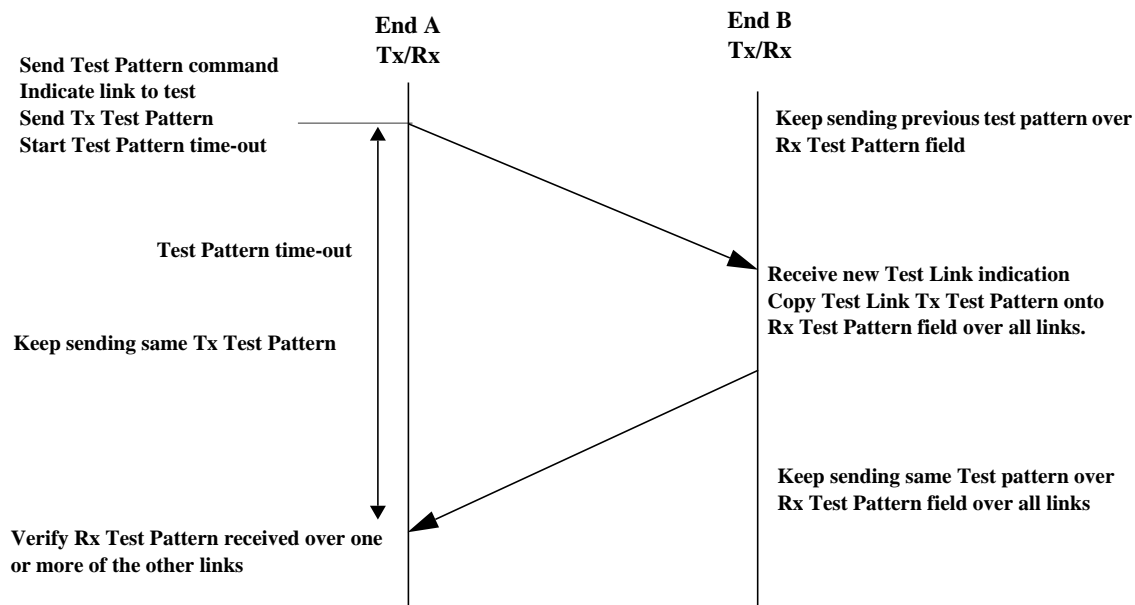 End A
Tx/Rx
End B
Tx/Rx
Send Test Pattern command
Indicate link to test
Send Tx Test Pattern
Start Test Pattern time-out
Keep sending previous test pattern over
Rx Test Pattern field
Test Pattern time-out
Receive new Test Link indication
Copy Test Link Tx Test Pattern onto
Rx Test Pattern field over all links.
Keep sending same Tx Test Pattern
Keep sending same Test pattern over
Rx Test Pattern field over all links
Verify Rx Test Pattern received over one
or more of the other links